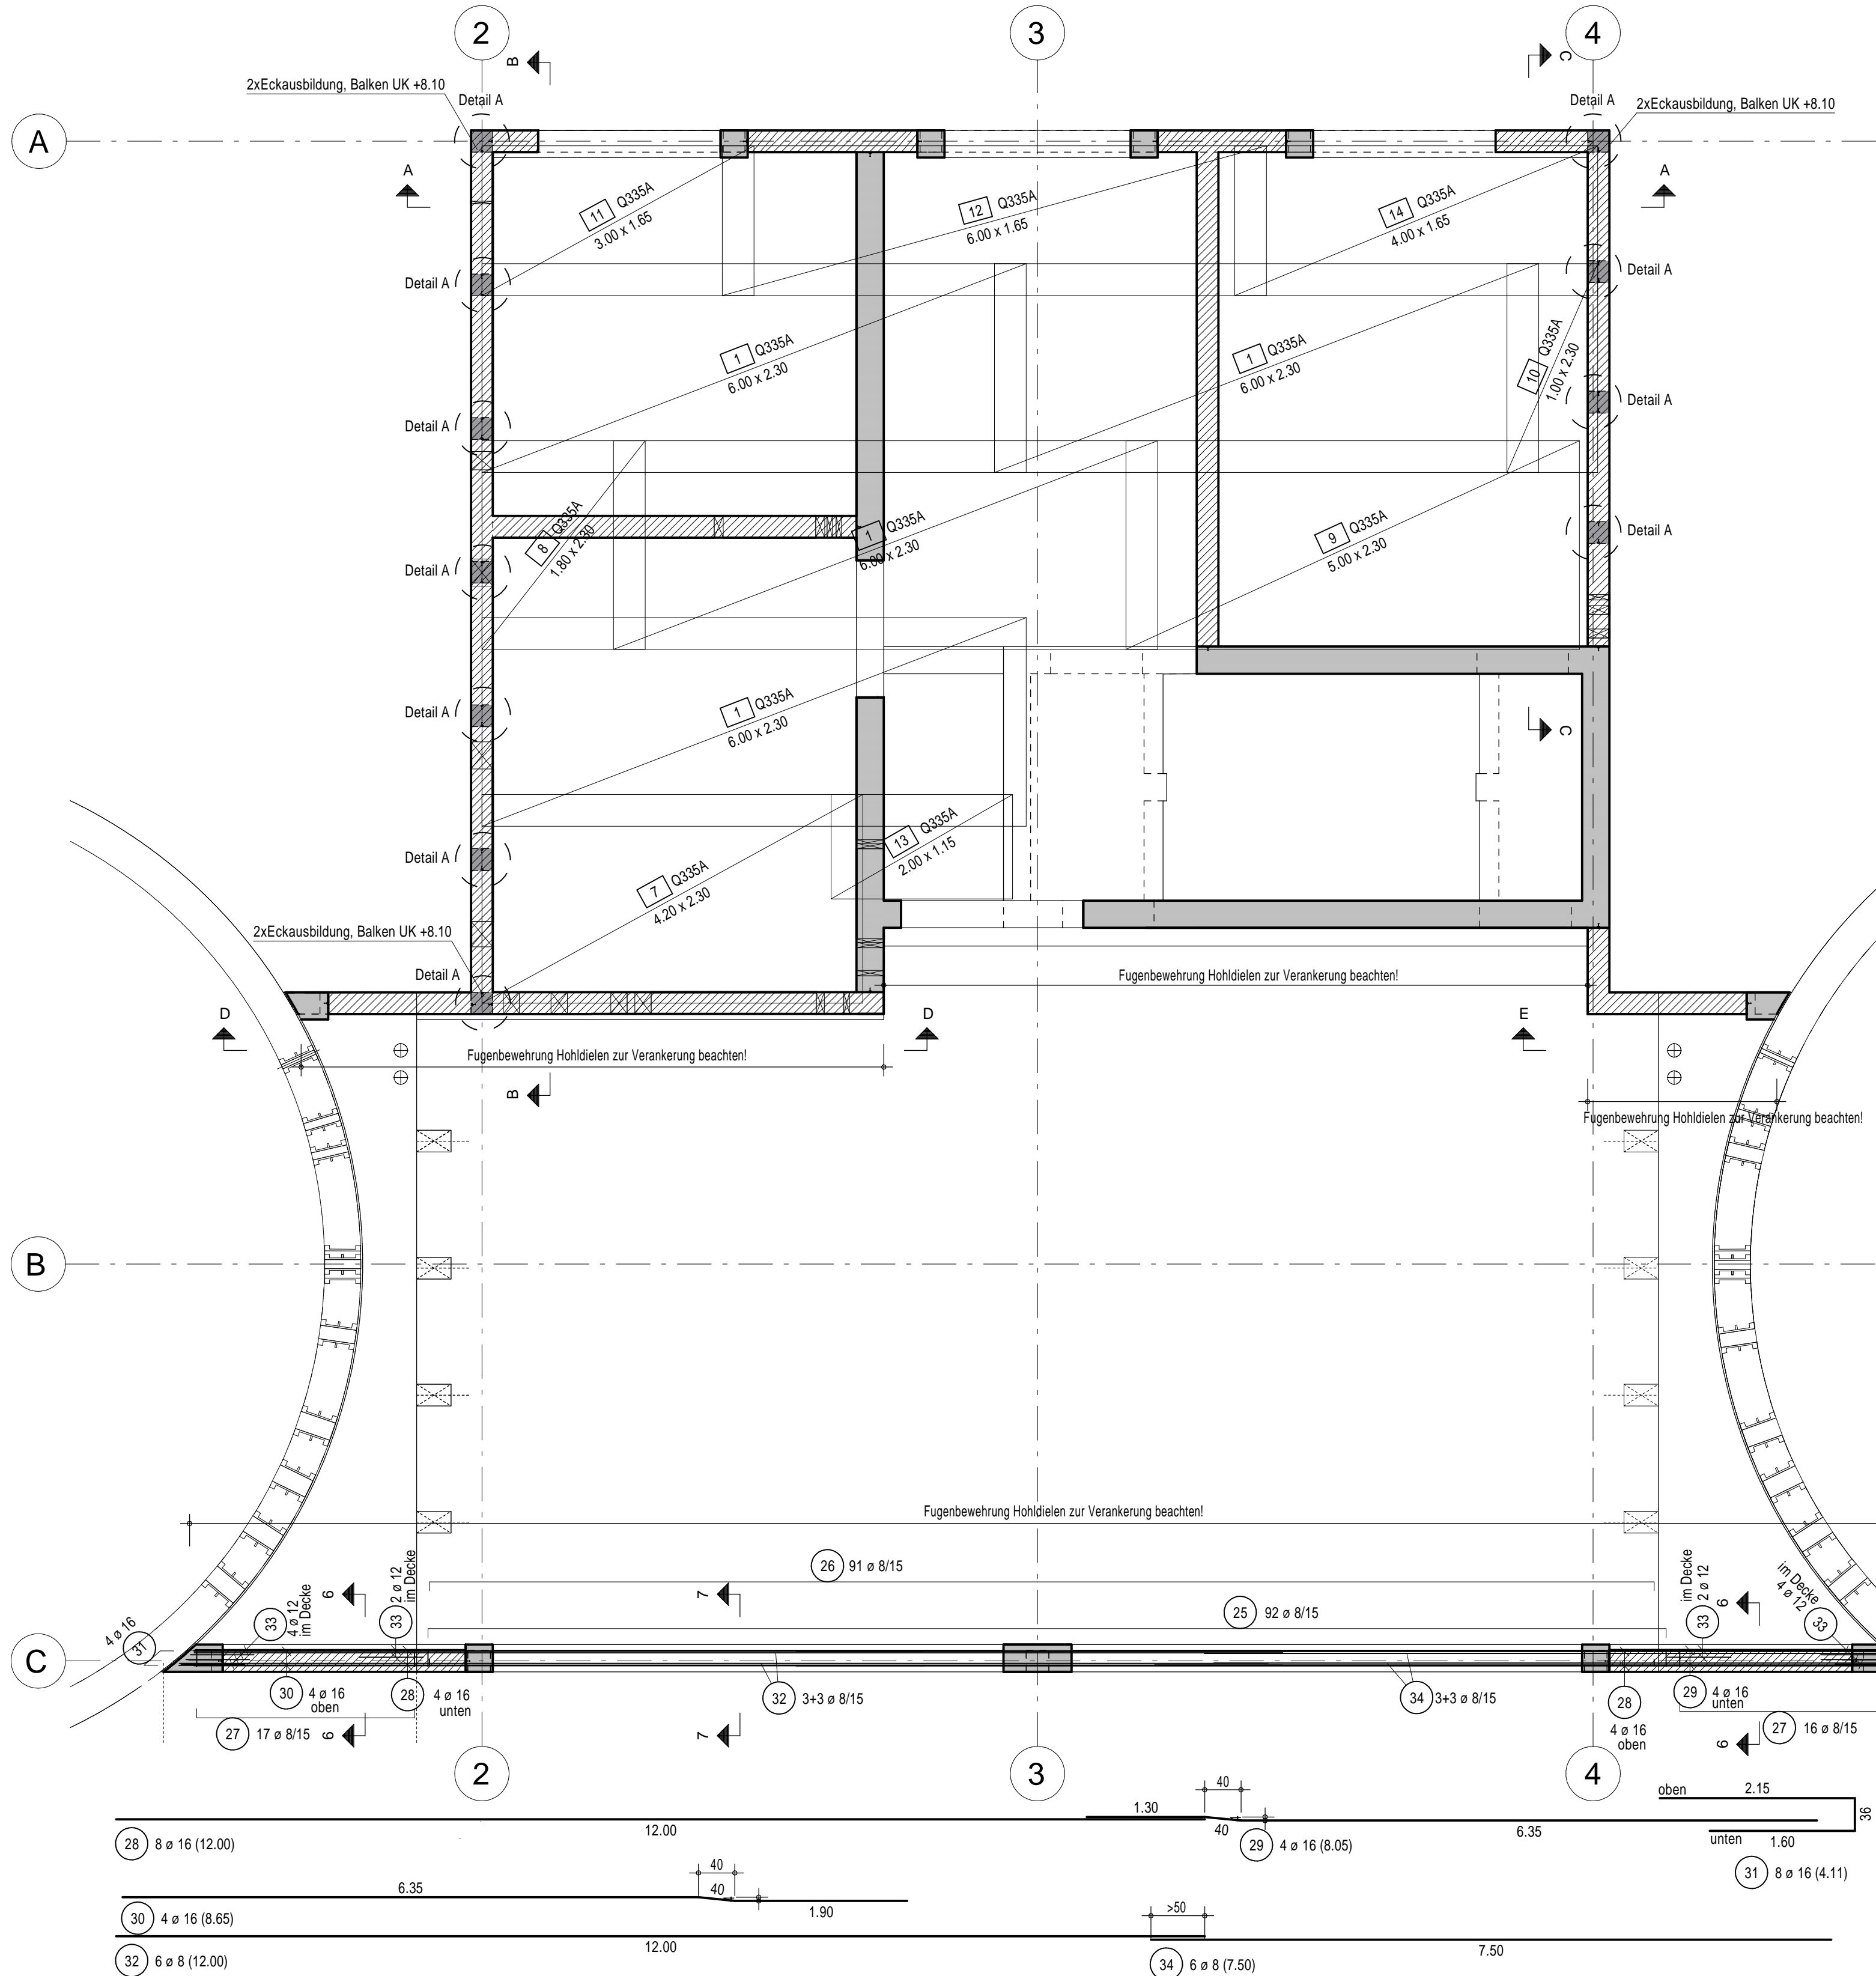 2
3
4
B
C
2xEckausbildung, Balken UK +8.10
Detail A
Detail A
2xEckausbildung, Balken UK +8.10
A
A
A
11 Q335A
3.00 x 1.65
12 Q335A
6.00 x 1.65
14 Q335A
4.00 x 1.65
Detail A
Detail A
1 Q335A
6.00 x 2.30
1 Q335A
6.00 x 2.30
10 Q335A
1.00 x 2.30
Detail A
Detail A
8 Q335A
1.80 x 2.30
1 Q335A
6.00 x 2.30
9 Q335A
5.00 x 2.30
Detail A
Detail A
Detail A
1 Q335A
6.00 x 2.30
C
Detail A
13 Q335A
2.00 x 1.15
7 Q335A
4.20 x 2.30
2xEckausbildung, Balken UK +8.10
Detail A
Fugenbewehrung Hohldielen zur Verankerung beachten!
D
D
E
Fugenbewehrung Hohldielen zur Verankerung beachten!
B
Fugenbewehrung Hohldielen zur Verankerung beachten!
B
Fugenbewehrung Hohldielen zur Verankerung beachten!
26 91 ø 8/15
25 92 ø 8/15
6
7
6
33
4 ø 12
im Decke
33
2 ø 12
im Decke
im Decke
2 ø 12
33
im Decke
4 ø 12
33
4 ø 16
31
C
30 4 ø 16
oben
28 4 ø 16
unten
32 3+3 ø 8/15
34 3+3 ø 8/15
28
4 ø 16
oben
29 4 ø 16
unten
27 17 ø 8/15
6
7
27 16 ø 8/15
6
2
3
4
40
1.30
oben 2.15
36
12.00
40
6.35
unten 1.60
28 8 ø 16 (12.00)
29 4 ø 16 (8.05)
31 8 ø 16 (4.11)
40
6.35
40
1.90
30 4 ø 16 (8.65)
>50
12.00
7.50
32 6 ø 8 (12.00)
34 6 ø 8 (7.50)